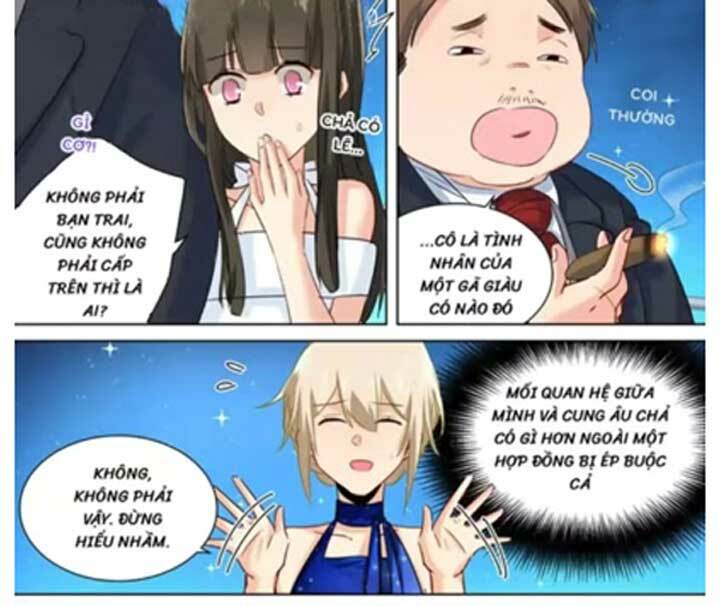 GÌ
CƠ?!
KHÔNG PHẢI
BẠN TRAI,
CŨNG KHÔNG
PHẢI CẤP
TRÊN THÌ LÀ
AI?
CHẢ CÓ
LẼ...
COI
THƯỜNG
...CÔ LÀ TÌNH
NHÂN CỦA
MỘT GÃ GIÀU
CÓ NÀO ĐÓ
KHÔNG,
KHÔNG PHẢI
VẬY. ĐỪNG
HIỂU NHẦM.
MỐI QUAN HỆ GIỮA
MÌNH VÀ CUNG ÂU CHẢ
CÓ GÌ HƠN NGOÀI MỘT
HỢP ĐỒNG BỊ ÉP BUỘC
CẢ